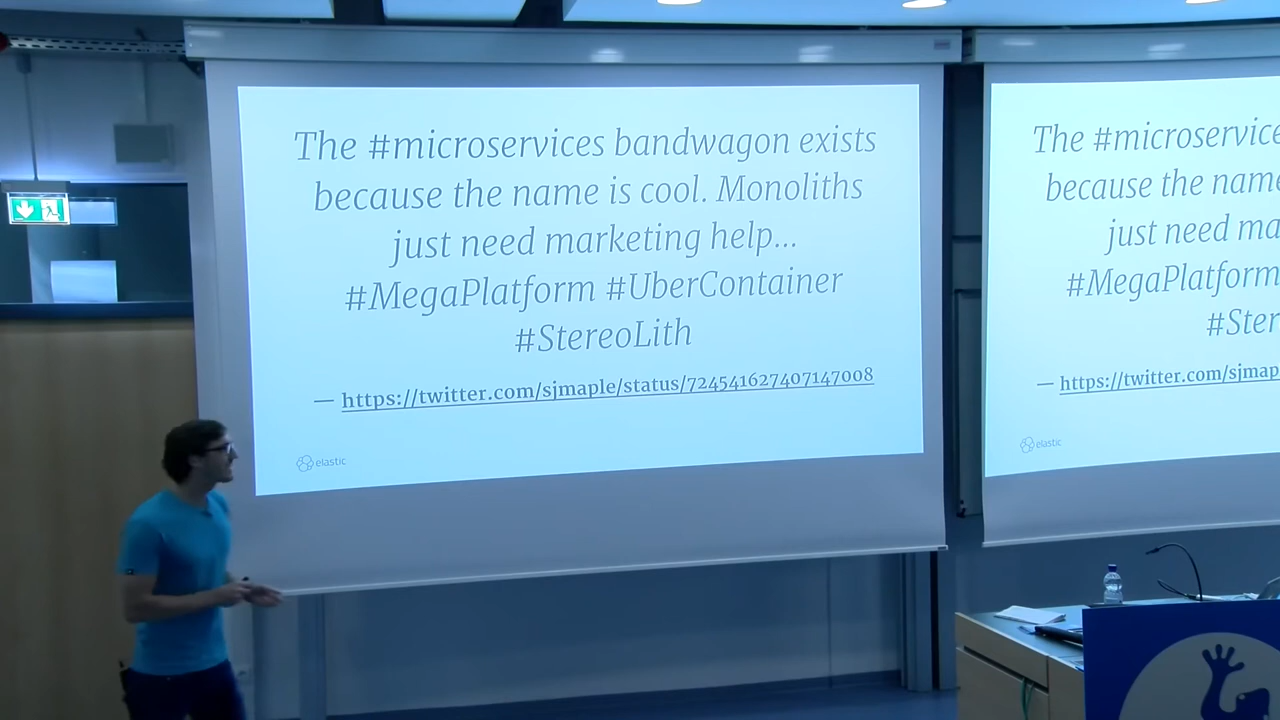 The #microservices bandwagon exists
because the name is cool. Monoliths
just need marketing help...
#MegaPlatform #UberContainer
#StereoLith
— https://twitter.com/sjmaple/status/724541627407147008
elastic
The #microservice
because the name
just need ma
#MegaPlatform
#Ster
— https://twitter.com/sjmap
elastic